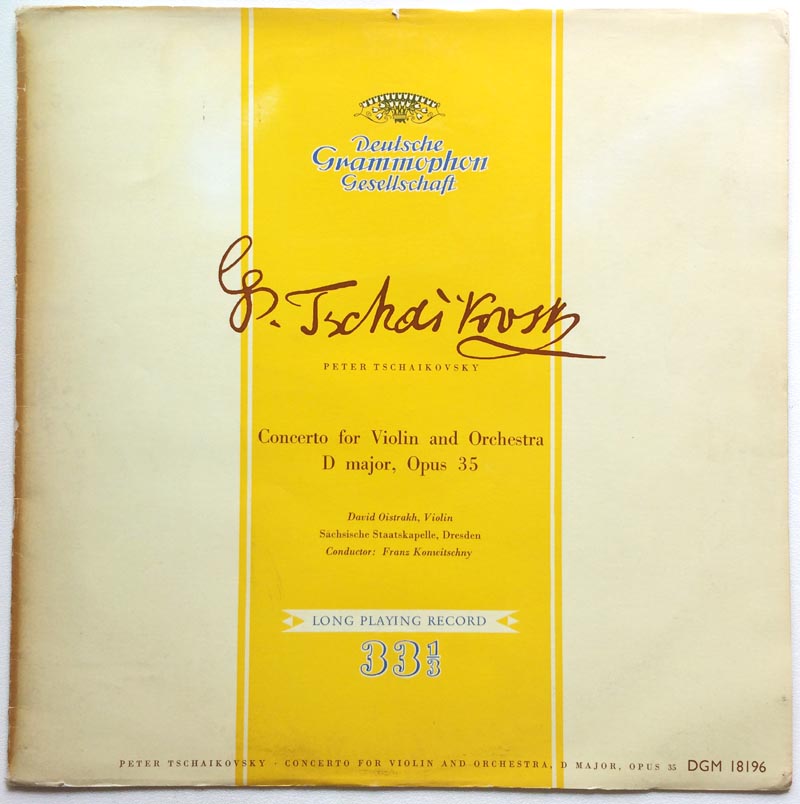 Deutsche
Grammophon
Gesellschaft
P. Tschaikovsky
PETER TSCHAIKOVSKY
Concerto for Violin and Orchestra
D major, Opus 35
David Oistrakh, Violin
Sächsische Staatskapelle, Dresden
Conductor: Franz Konwitschny
LONG PLAYING RECORD
33 1/3
PETER TSCHAIKOVSKY · CONCERTO FOR VIOLIN AND ORCHESTRA, D MAJOR, OPUS 35 DGM 18196